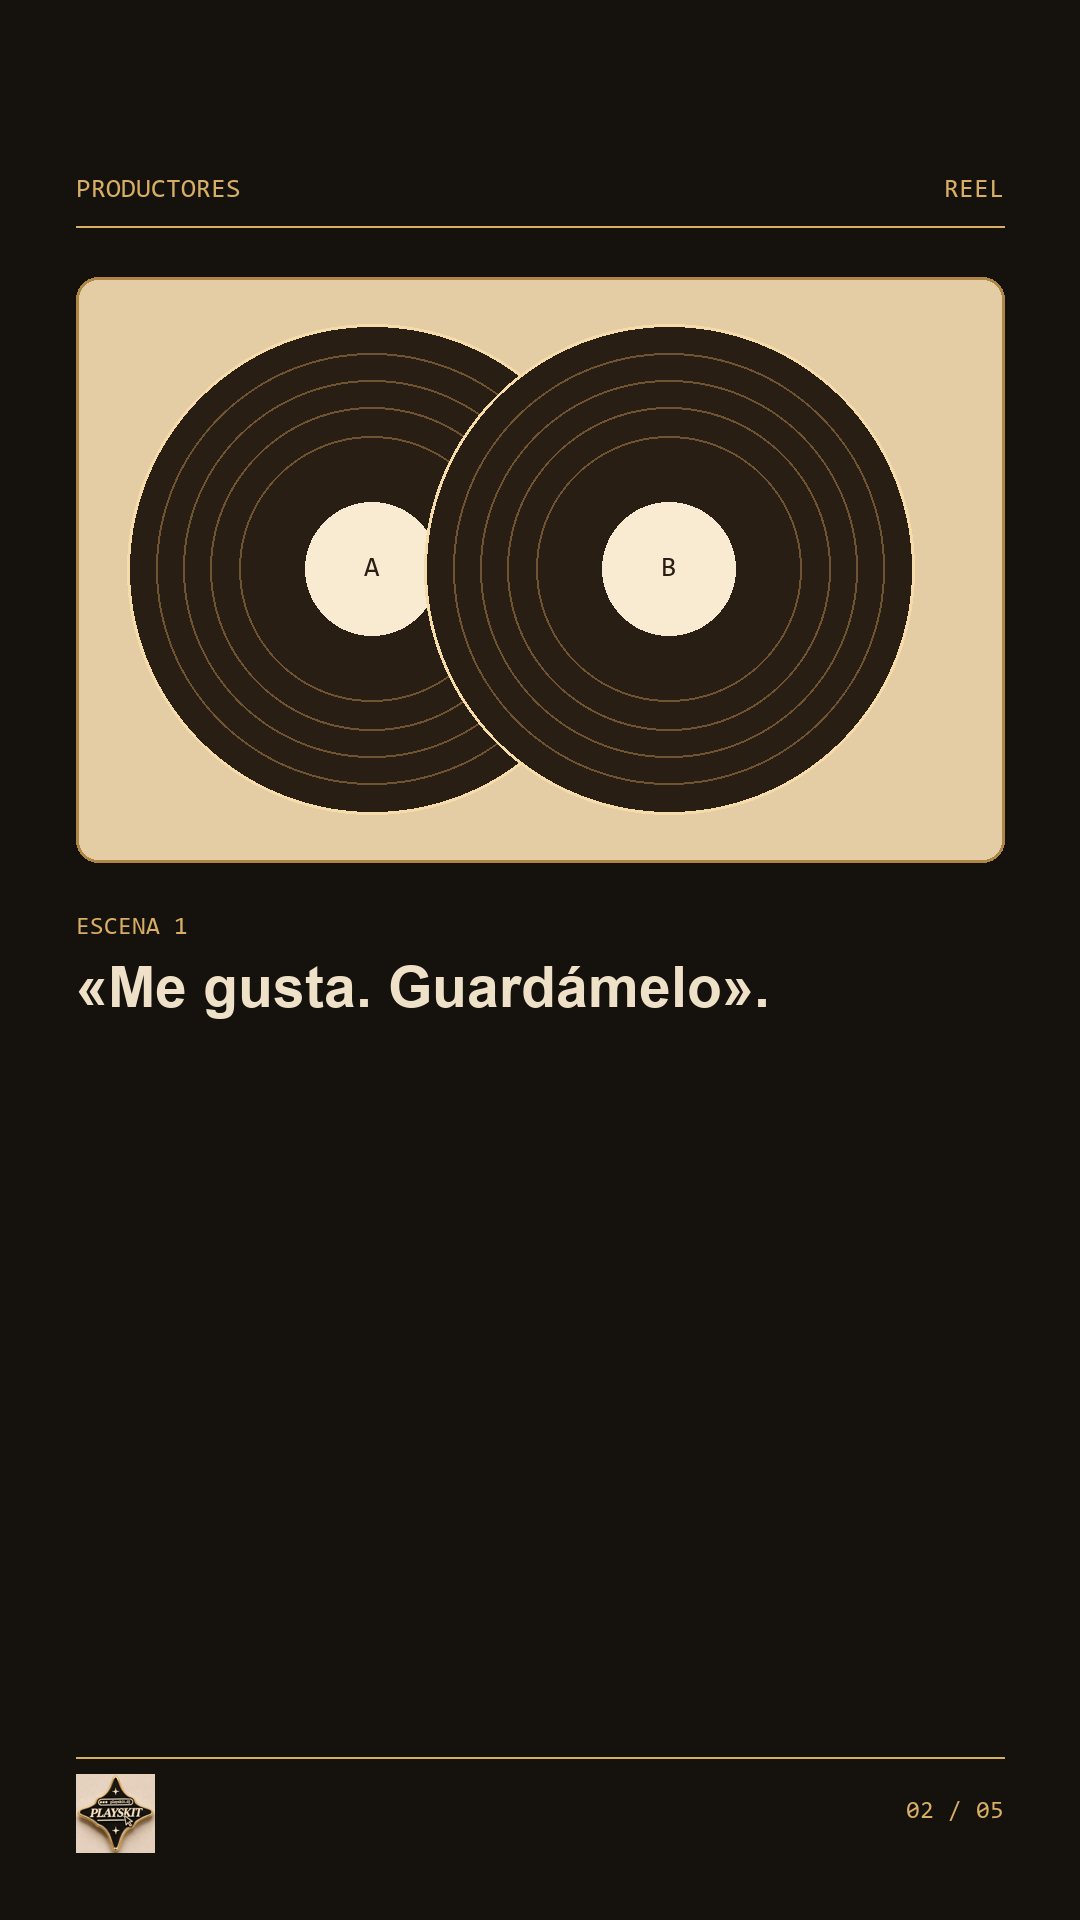 PRODUCTORES
REEL
A
B
ESCENA 1
«Me gusta. Guardámelo».
PLAYSKIT
02 / 05